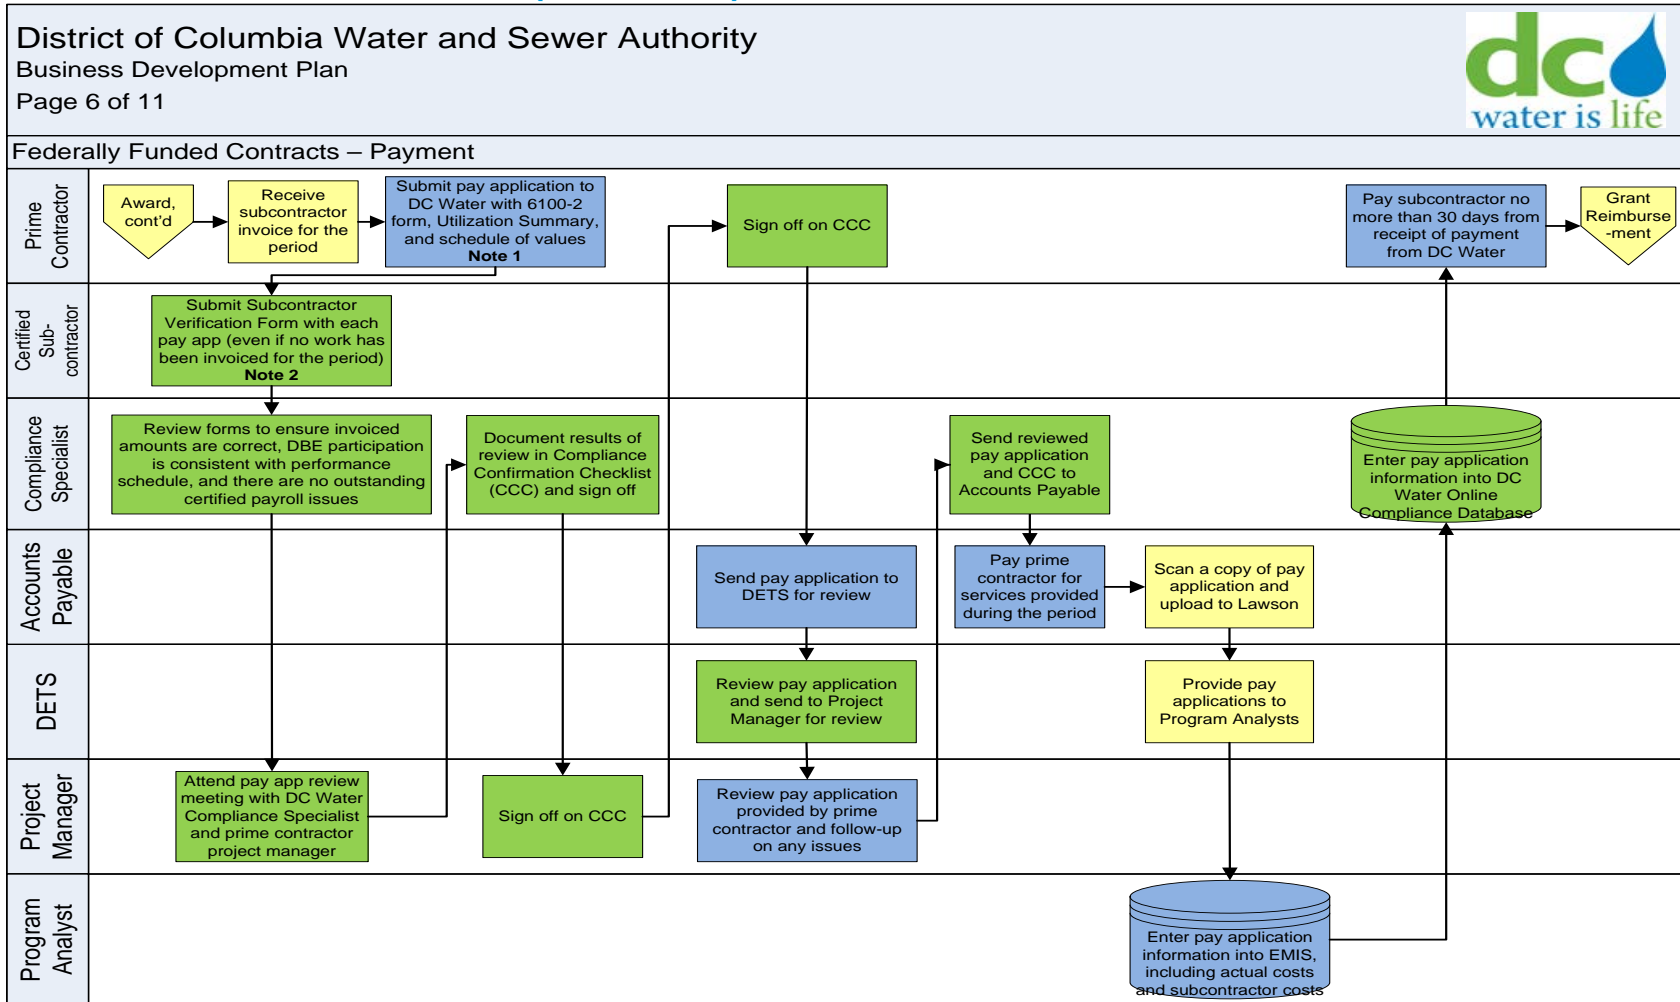 District of Columbia Water and Sewer Authority
Business Development Plan
Page 6 of 11
dc
water is life
Federally Funded Contracts – Payment
Prime
Contractor
Award,
cont'd
Receive
subcontractor
invoice for the
period
Submit pay application to
DC Water with 6100-2
form, Utilization Summary,
and schedule of values
Note 1
Sign off on CCC
Pay subcontractor no
more than 30 days from
receipt of payment
from DC Water
Grant
Reimburse
-ment
Certified
Sub-
contractor
Submit Subcontractor
Verification Form with each
pay app (even if no work has
been invoiced for the period)
Note 2
Compliance
Specialist
Review forms to ensure invoiced
amounts are correct, DBE participation
is consistent with performance
schedule, and there are no outstanding
certified payroll issues
Document results of
review in Compliance
Confirmation Checklist
(CCC) and sign off
Send reviewed
pay application
and CCC to
Accounts Payable
Enter pay application
information into DC
Water Online
Compliance Database
Accounts
Payable
Send pay application to
DETS for review
Pay prime
contractor for
services provided
during the period
Scan a copy of pay
application and
upload to Lawson
DETS
Review pay application
and send to Project
Manager for review
Provide pay
applications to
Program Analysts
Project
Manager
Attend pay app review
meeting with DC Water
Compliance Specialist
and prime contractor
project manager
Sign off on CCC
Review pay application
provided by prime
contractor and follow-up
on any issues
Program
Analyst
Enter pay application
information into EMIS,
including actual costs
and subcontractor costs